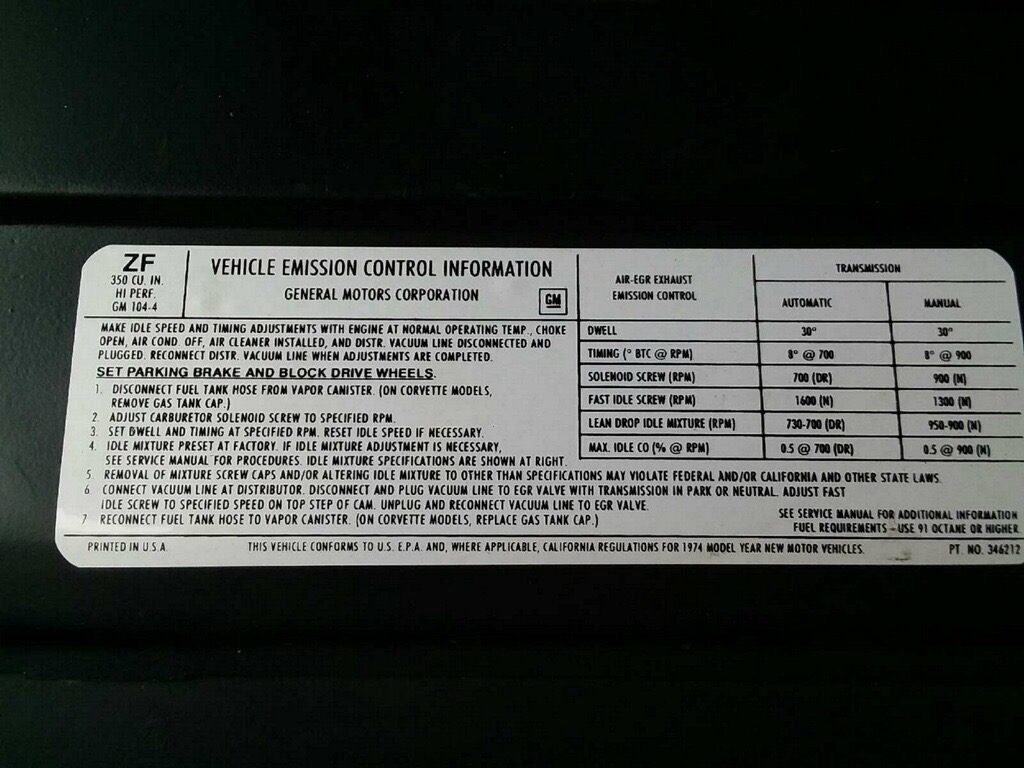 ZF
350 CU. IN.
HI PERF.
GM 104-4
VEHICLE EMISSION CONTROL INFORMATION
GENERAL MOTORS CORPORATION
GM
MAKE IDLE SPEED AND TIMING ADJUSTMENTS WITH ENGINE AT NORMAL OPERATING TEMP., CHOKE
OPEN, AIR COND. OFF, AIR CLEANER INSTALLED, AND DISTR. VACUUM LINE DISCONNECTED AND
PLUGGED. RECONNECT DISTR. VACUUM LINE WHEN ADJUSTMENTS ARE COMPLETED.
SET PARKING BRAKE AND BLOCK DRIVE WHEELS.
1. DISCONNECT FUEL TANK HOSE FROM VAPOR CANISTER. (ON CORVETTE MODELS,
REMOVE GAS TANK CAP.)
2. ADJUST CARBURETOR SOLENOID SCREW TO SPECIFIED RPM.
3. SET DWELL AND TIMING AT SPECIFIED RPM. RESET IDLE SPEED IF NECESSARY.
4. IDLE MIXTURE PRESET AT FACTORY. IF IDLE MIXTURE ADJUSTMENT IS NECESSARY,
SEE SERVICE MANUAL FOR PROCEDURES. IDLE MIXTURE SPECIFICATIONS ARE SHOWN AT RIGHT.
AIR-EGR EXHAUST
EMISSION CONTROL
TRANSMISSION
AUTOMATIC MANUAL
DWELL 30° 30°
TIMING (° BTC @ RPM) 8° @ 700 8° @ 900
SOLENOID SCREW (RPM) 700 (DR) 900 (N)
FAST IDLE SCREW (RPM) 1600 (N) 1300 (N)
LEAN DROP IDLE MIXTURE (RPM) 730-700 (DR) 950-900 (N)
MAX. IDLE CO (% @ RPM) 0.5 @ 700 (DR) 0.5 @ 900 (N)
5. REMOVAL OF MIXTURE SCREW CAPS AND/OR ALTERING IDLE MIXTURE TO OTHER THAN SPECIFICATIONS MAY VIOLATE FEDERAL AND/OR CALIFORNIA AND OTHER STATE LAWS.
6. CONNECT VACUUM LINE AT DISTRIBUTOR. DISCONNECT AND PLUG VACUUM LINE TO EGR VALVE WITH TRANSMISSION IN PARK OR NEUTRAL. ADJUST FAST
IDLE SCREW TO SPECIFIED SPEED ON TOP STEP OF CAM. UNPLUG AND RECONNECT VACUUM LINE TO EGR VALVE.
7. RECONNECT FUEL TANK HOSE TO VAPOR CANISTER. (ON CORVETTE MODELS, REPLACE GAS TANK CAP.)
SEE SERVICE MANUAL FOR ADDITIONAL INFORMATION
FUEL REQUIREMENTS - USE 91 OCTANE OR HIGHER
PRINTED IN U.S.A. THIS VEHICLE CONFORMS TO U.S. E.P.A. AND, WHERE APPLICABLE, CALIFORNIA REGULATIONS FOR 1974 MODEL YEAR NEW MOTOR VEHICLES. PT. NO. 346212